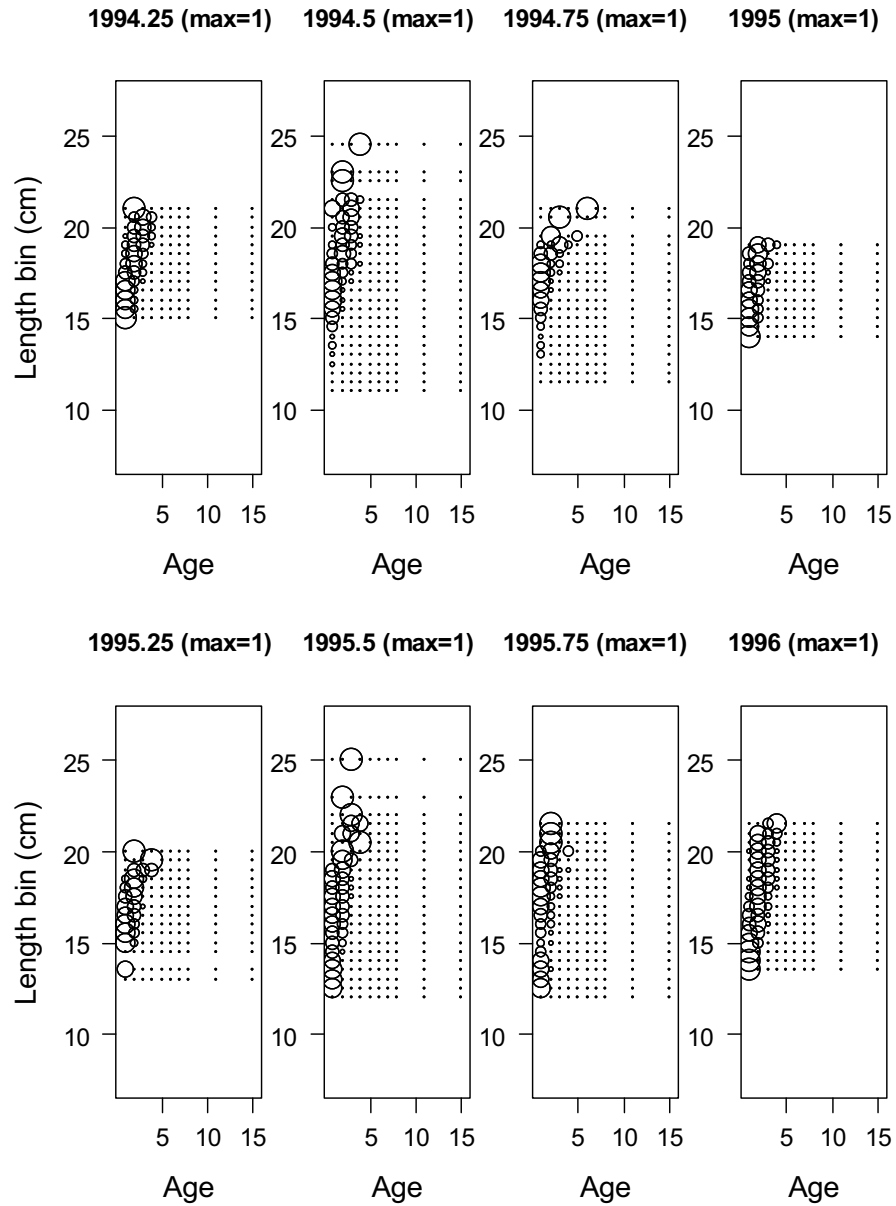 1994.25 (max=1) 1994.5 (max=1) 1994.75 (max=1) 1995 (max=1)
25 25 25 25
20 20 20 20
15 15 15 15
10 10 10 10
Length bin (cm)
5 10 15 5 10 15 5 10 15 5 10 15
Age Age Age Age
1995.25 (max=1) 1995.5 (max=1) 1995.75 (max=1) 1996 (max=1)
25 25 25 25
20 20 20 20
15 15 15 15
10 10 10 10
Length bin (cm)
5 10 15 5 10 15 5 10 15 5 10 15
Age Age Age Age